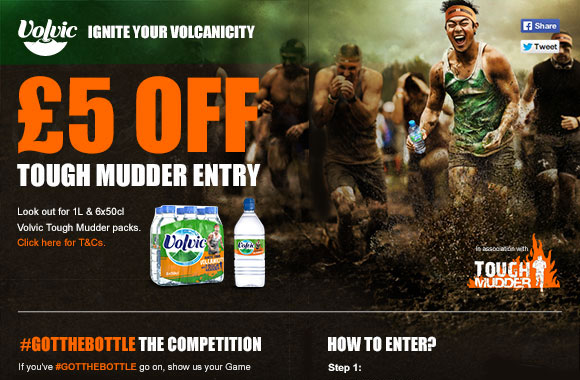 Volvic IGNITE YOUR VOLCANICITY
Share
Tweet
£5 OFF
TOUGH MUDDER ENTRY
Look out for 1L & 6x50cl
Volvic Tough Mudder packs.
Click here for T&Cs.
Volvic
in association with
TOUGH
MUDDER
#GOTTHEBOTTLE THE COMPETITION
If you've #GOTTHEBOTTLE go on, show us your Game
HOW TO ENTER?
Step 1: